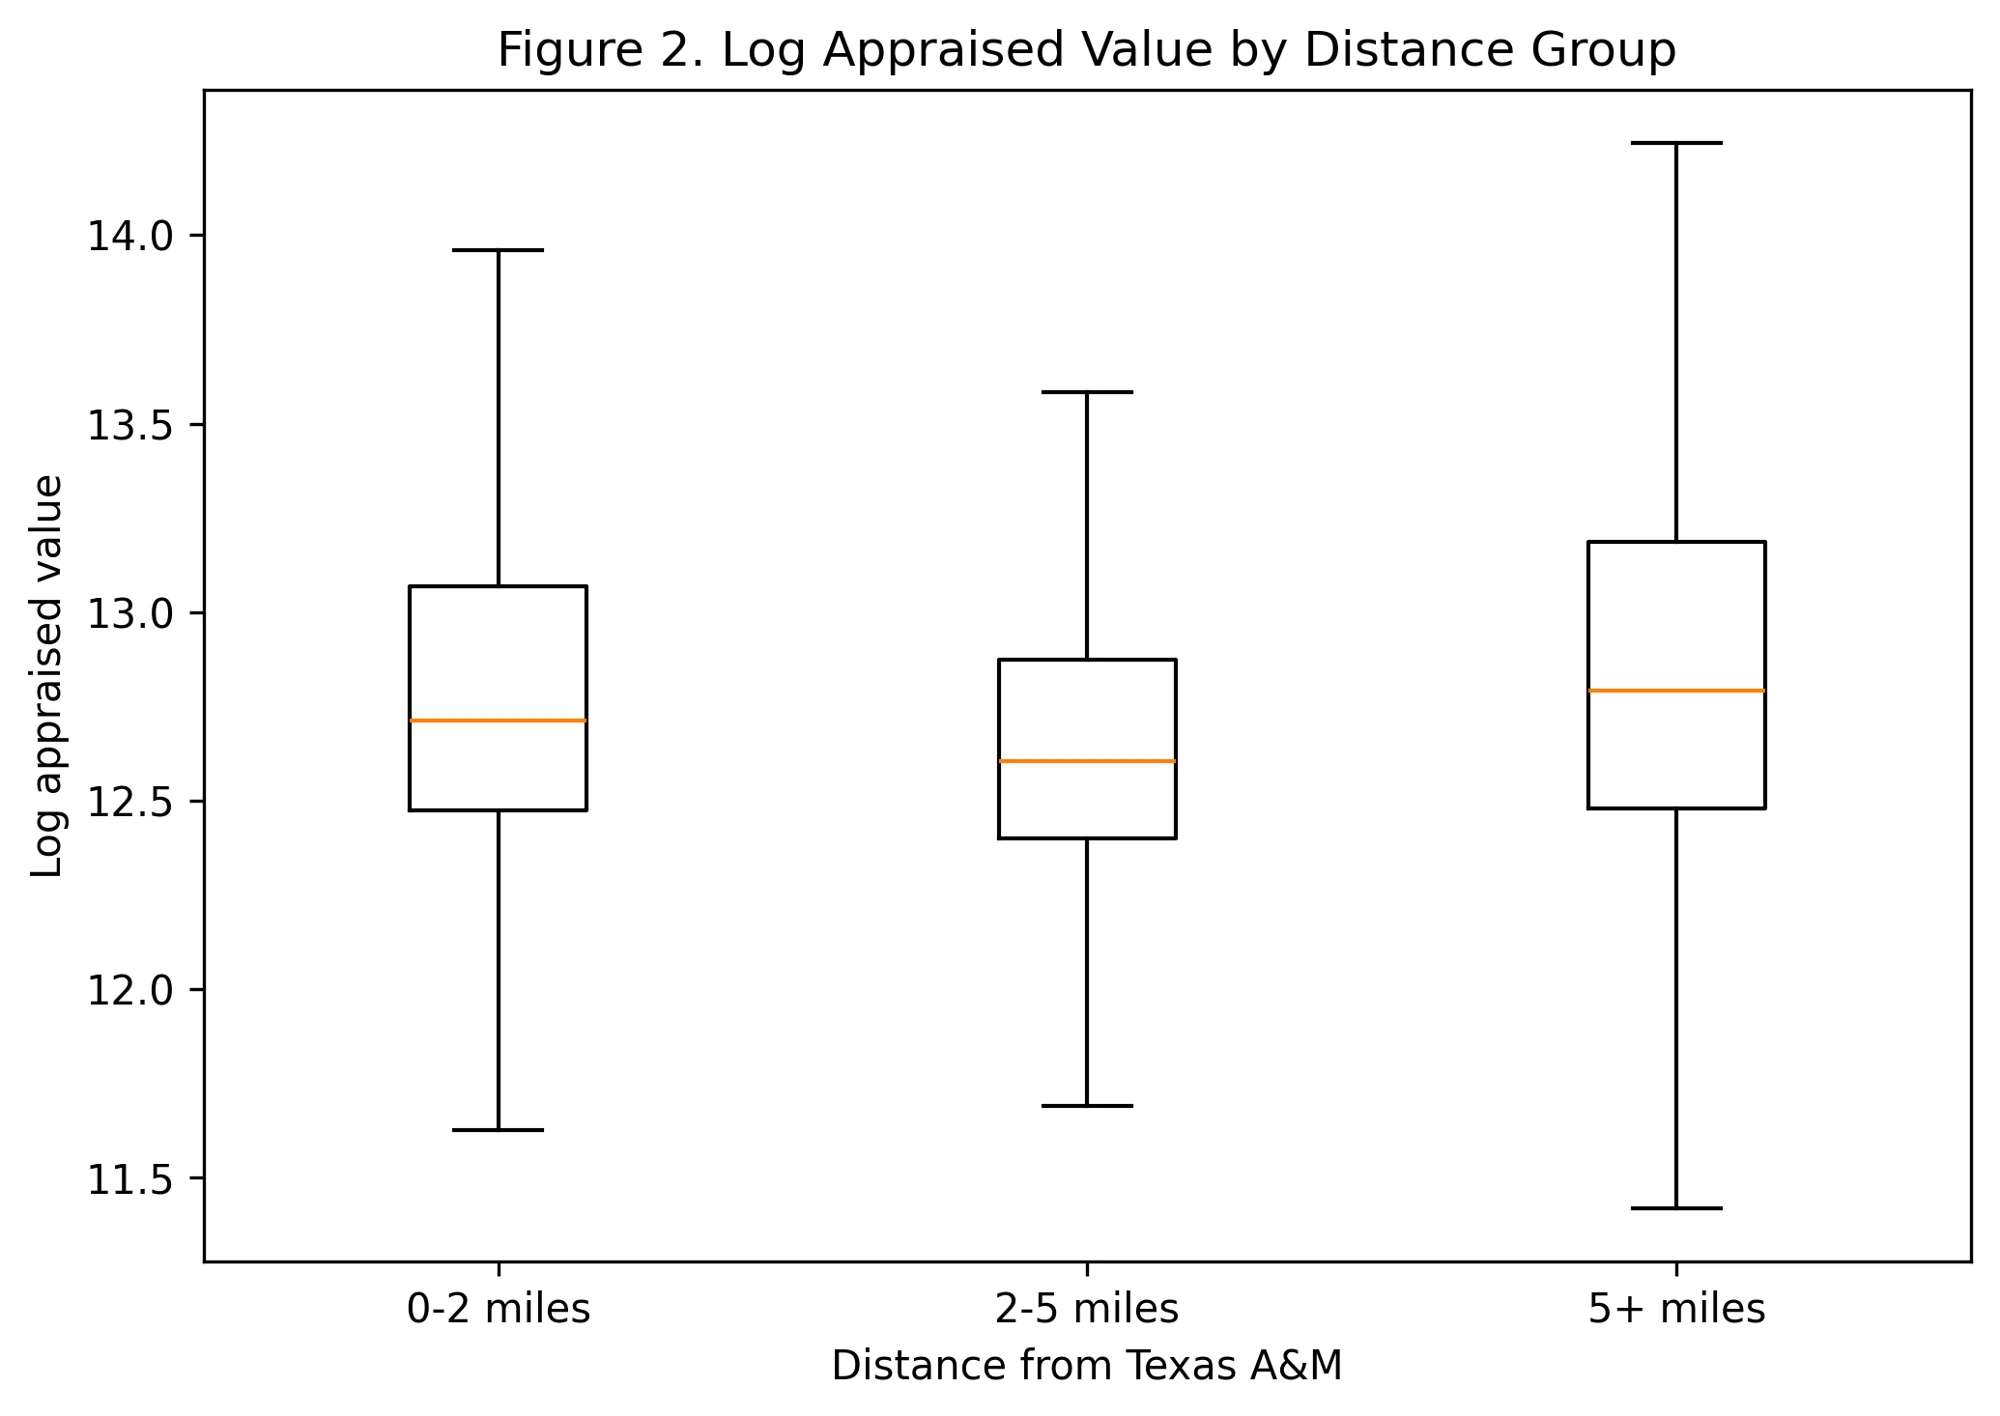 Figure 2. Log Appraised Value by Distance Group
Log appraised value
14.0
13.5
13.0
12.5
12.0
11.5
0-2 miles
2-5 miles
5+ miles
Distance from Texas A&M